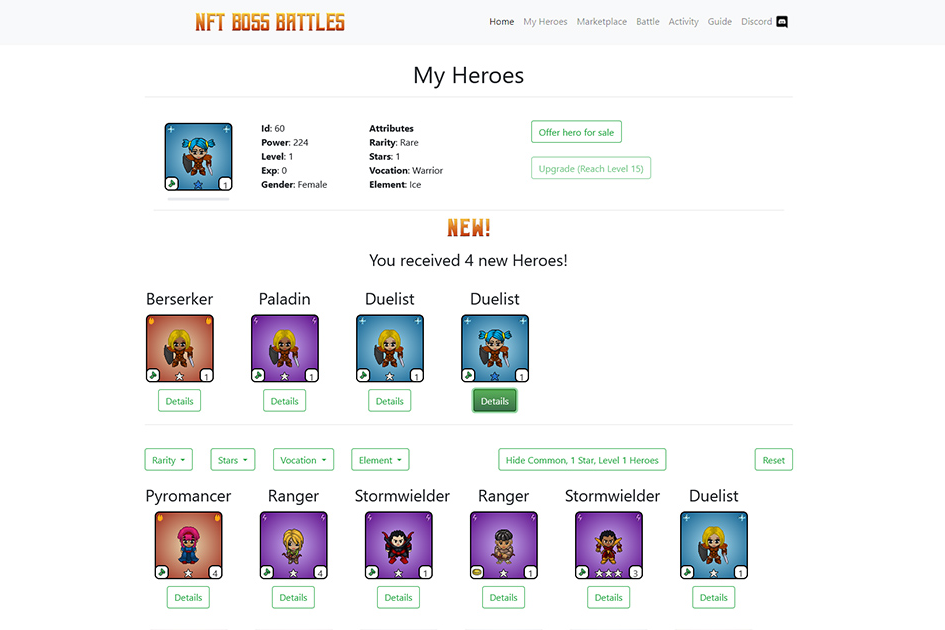 NFT BOSS BATTLES
Home My Heroes Marketplace Battle Activity Guide Discord
My Heroes
Id: 60
Power: 224
Level: 1
Exp: 0
Gender: Female
Attributes
Rarity: Rare
Stars: 1
Vocation: Warrior
Element: Ice
Offer hero for sale
Upgrade (Reach Level 15)
1
NEW!
You received 4 new Heroes!
Berserker Paladin Duelist Duelist
1 1 1 1
Details Details Details Details
Rarity Stars Vocation Element Hide Common, 1 Star, Level 1 Heroes Reset
Pyromancer Ranger Stormwielder Ranger Stormwielder Duelist
4 4 1 1 3 1
Details Details Details Details Details Details